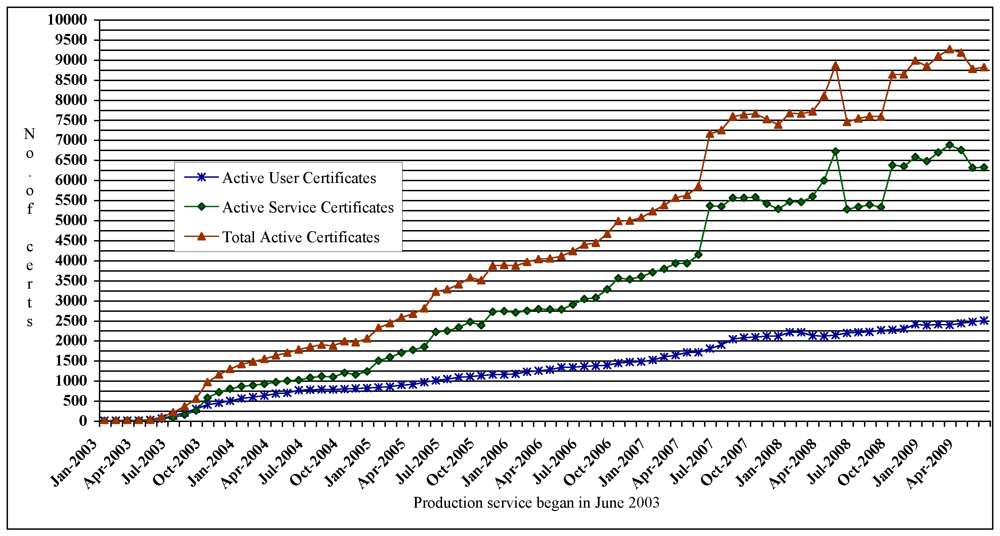 10000
9500
9000
8500
8000
7500
7000
6500
6000
5500
5000
4500
4000
3500
3000
2500
2000
1500
1000
500
0
No. of certs
Active User Certificates
Active Service Certificates
Total Active Certificates
Jan-2003
Apr-2003
Jul-2003
Oct-2003
Jan-2004
Apr-2004
Jul-2004
Oct-2004
Jan-2005
Apr-2005
Jul-2005
Oct-2005
Jan-2006
Apr-2006
Jul-2006
Oct-2006
Jan-2007
Apr-2007
Jul-2007
Oct-2007
Jan-2008
Apr-2008
Jul-2008
Oct-2008
Jan-2009
Apr-2009
Production service began in June 2003